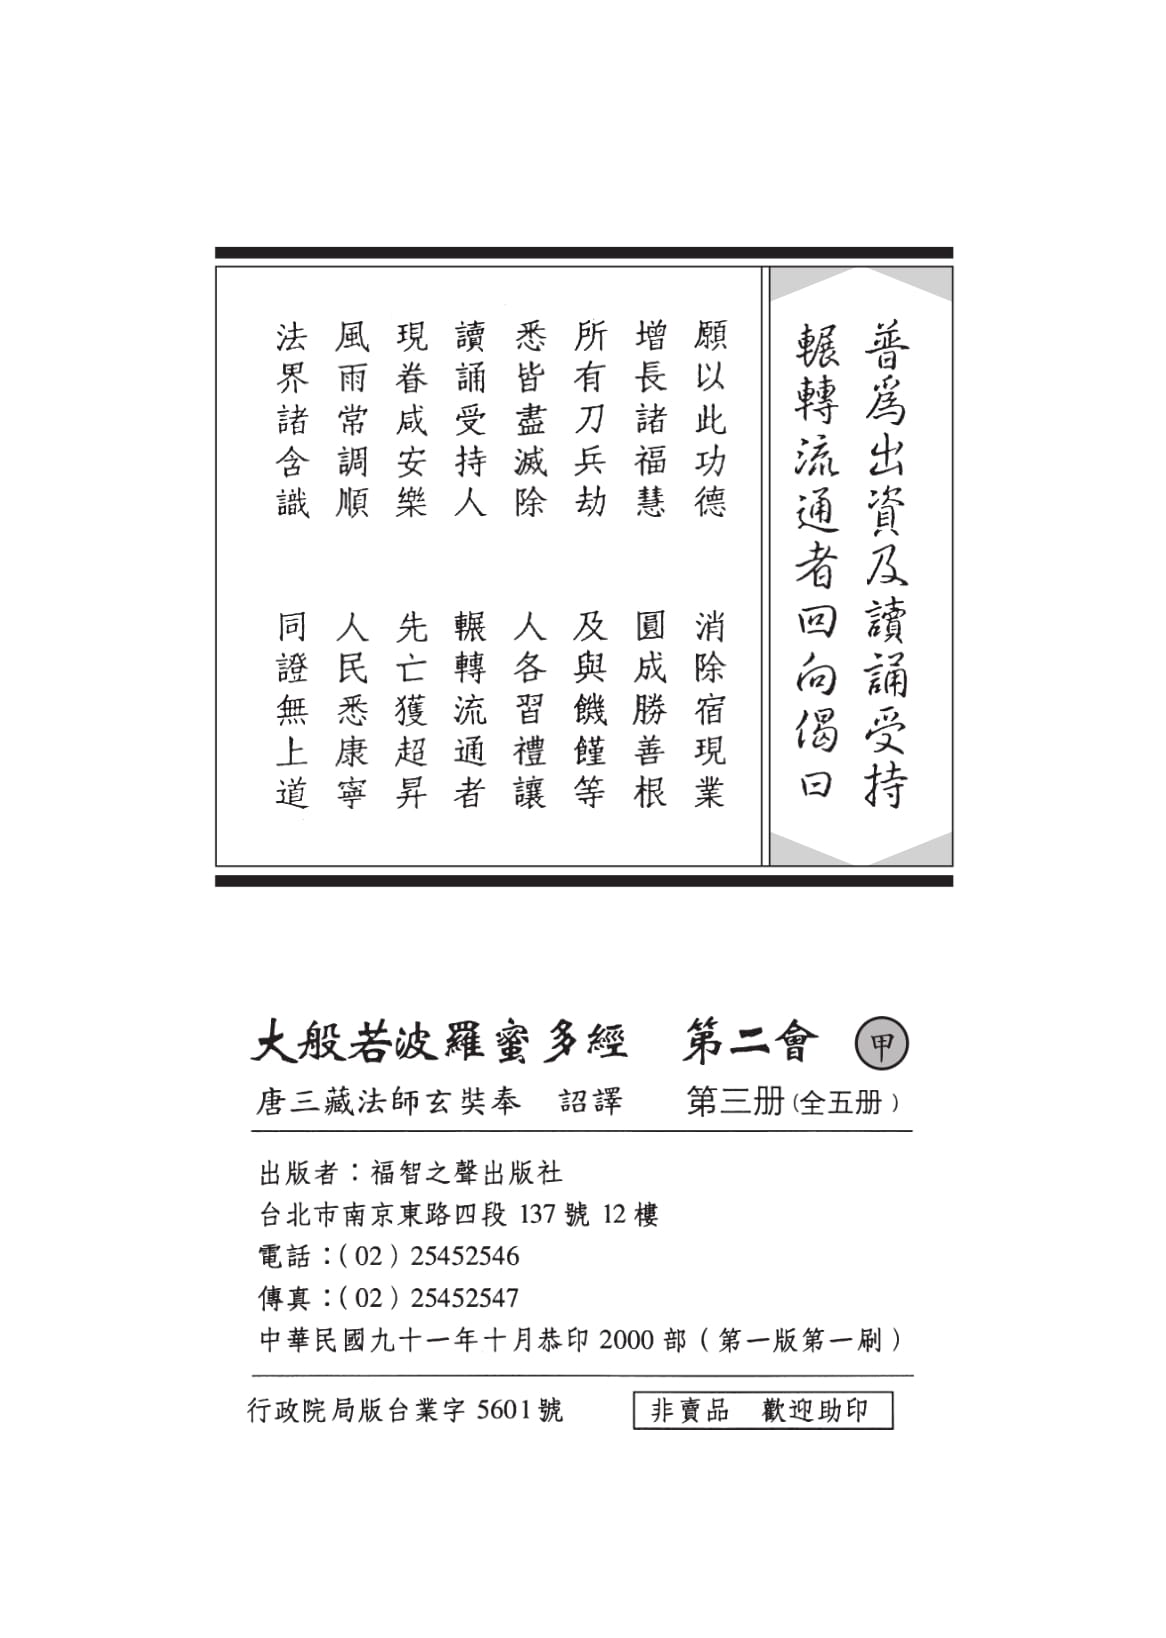 普為出資及讀誦受持
輾轉流通者回向偈曰
願以此功德　消除宿現業
增長諸福慧　圓成勝善根
所有刀兵劫　及與饑饉等
悉皆盡滅除　人各習禮讓
讀誦受持人　輾轉流通者
現眷咸安樂　先亡獲超昇
風雨常調順　人民悉康寧
法界諸含識　同證無上道
大般若波羅蜜多經　第二會　甲
唐三藏法師玄奘奉　詔譯　第三册(全五册)
出版者：福智之聲出版社
台北市南京東路四段 137 號 12 樓
電話：(02) 25452546
傳真：(02) 25452547
中華民國九十一年十月恭印 2000 部(第一版第一刷)
行政院局版台業字 5601 號
非賣品　歡迎助印